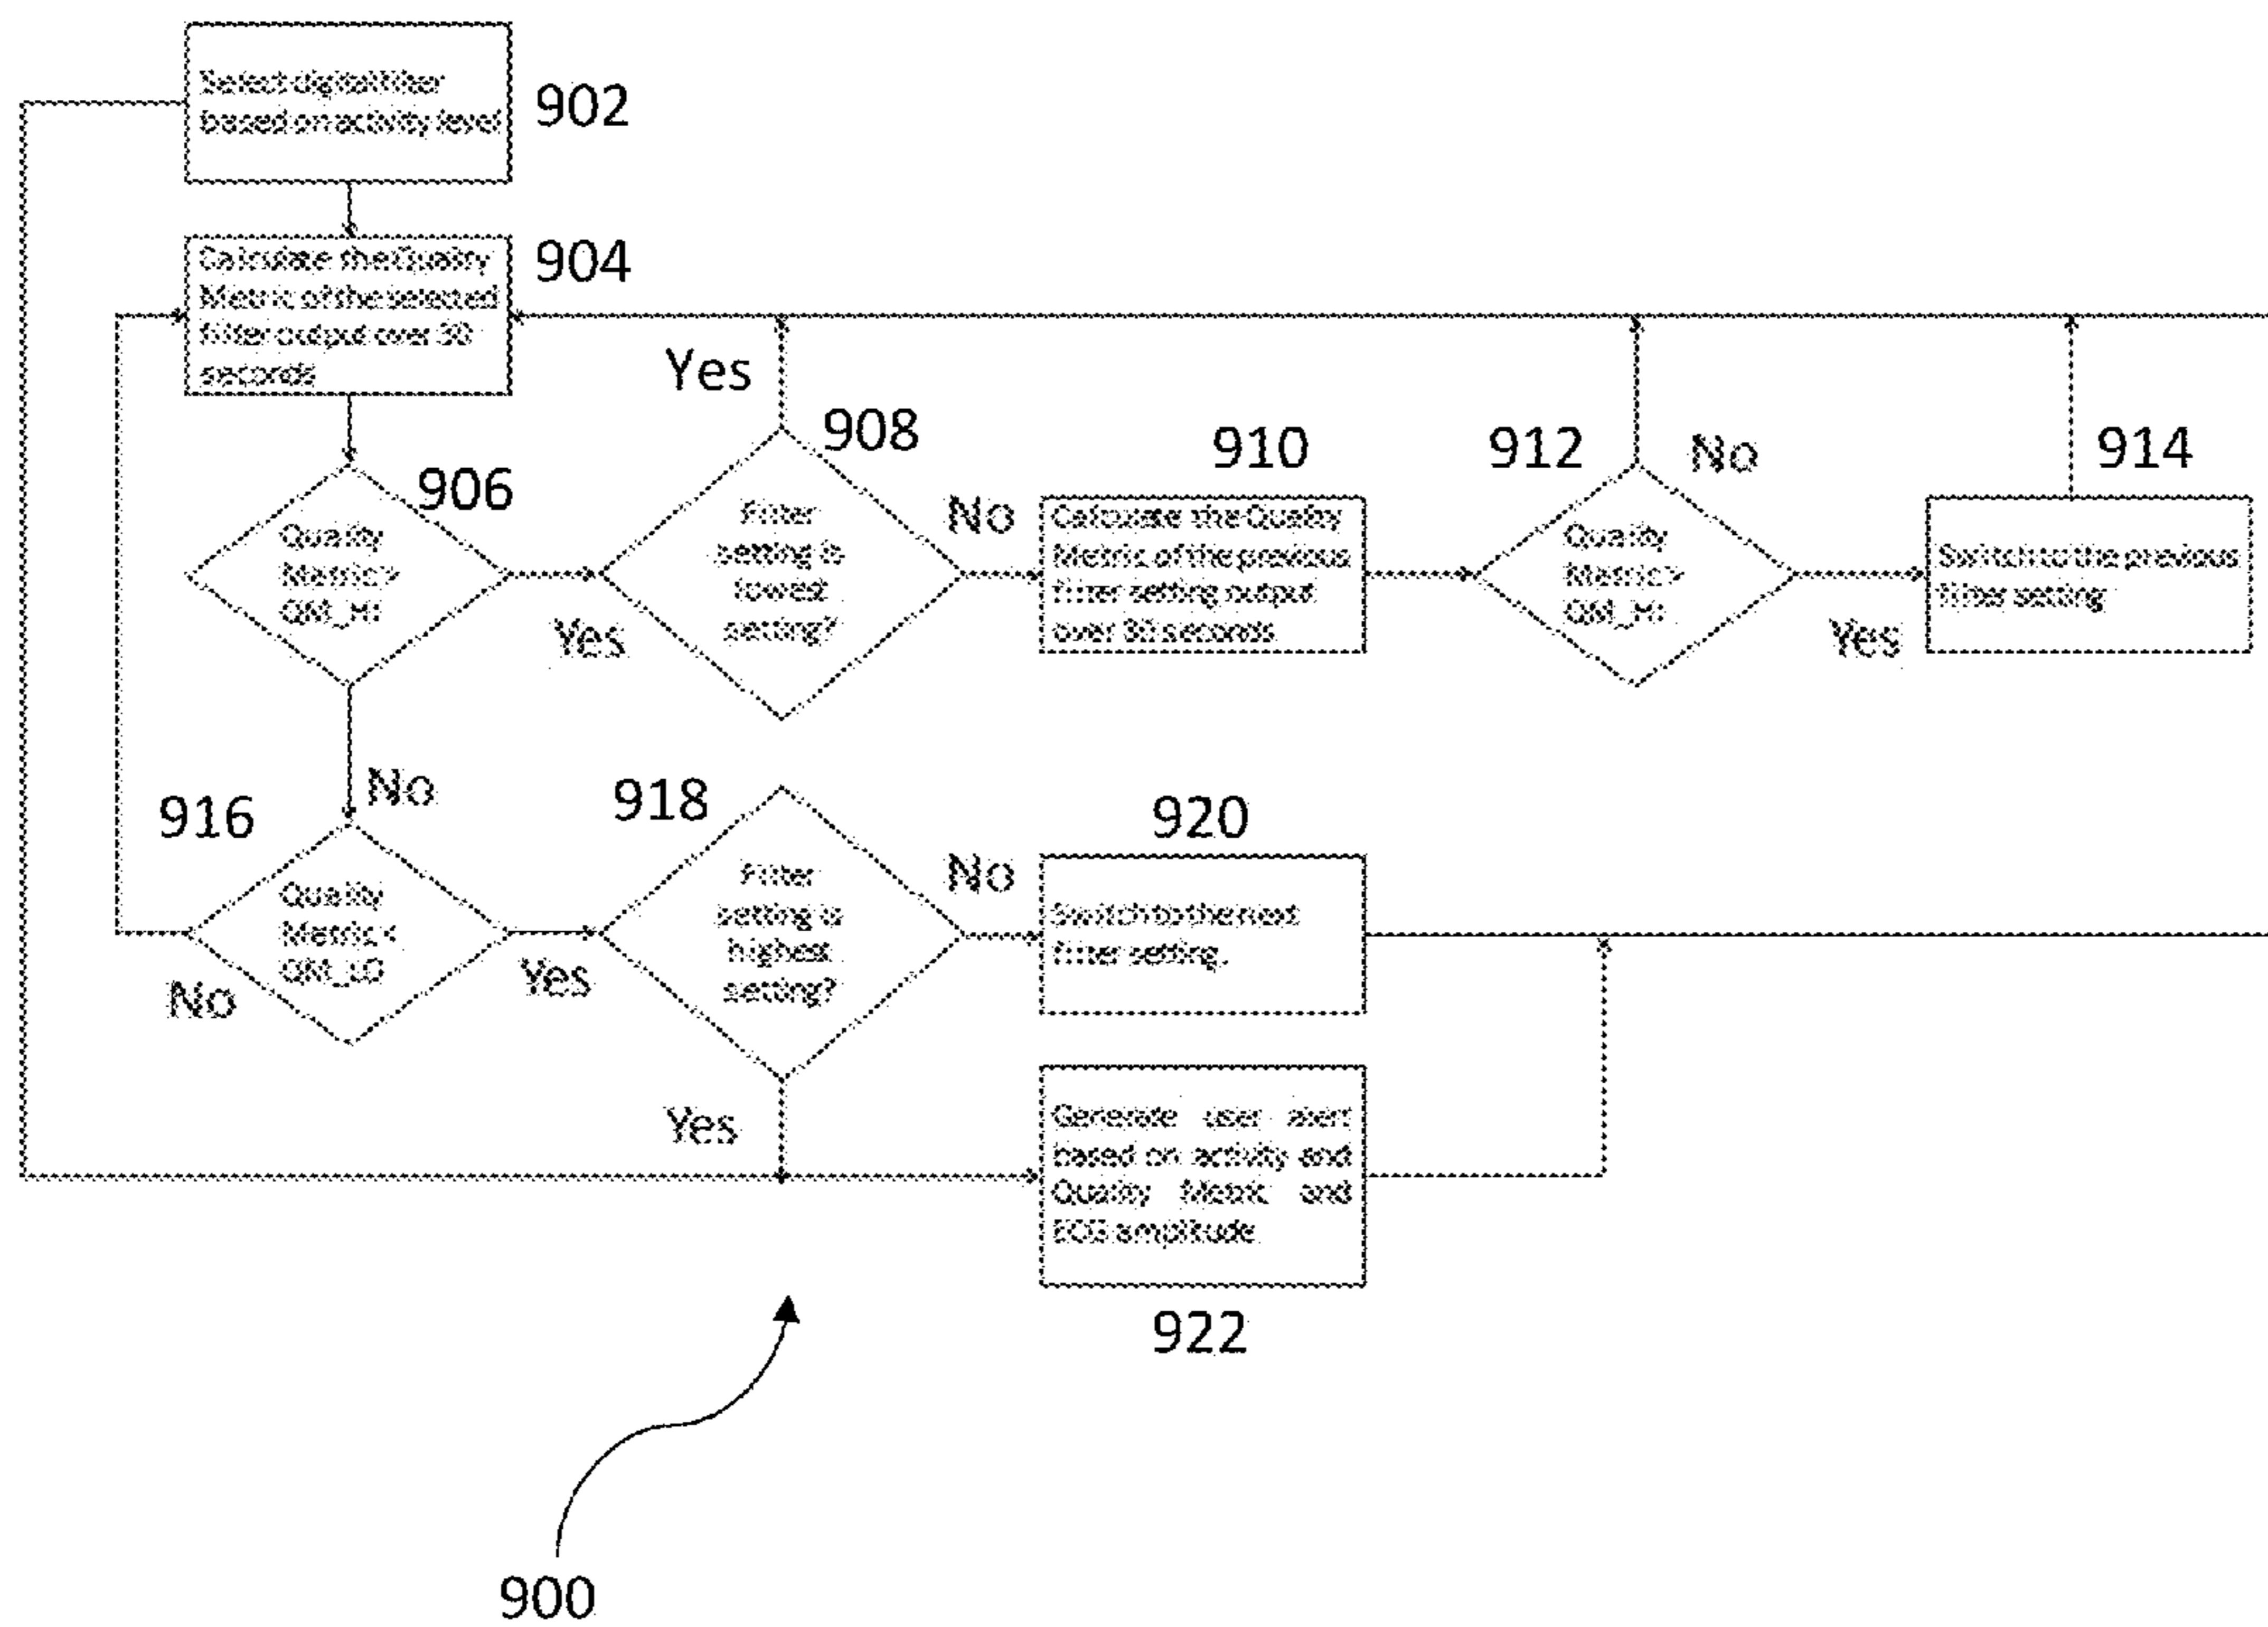 Select digital filter
based on activity level
902
Calculate the Quality
Metric of the selected
filter output over 30
seconds
904
Yes
908
906
Quality
Metric >
QM_HI
Yes
Filter
setting is
lowest
setting?
No
910
Calculate the Quality
Metric of the previous
filter setting output
over 30 seconds
912
No
Quality
Metric >
QM_HI
Yes
914
Switch to the previous
filter setting
No
916
Quality
Metric <
QM_LO
No
Yes
918
Filter
setting is
highest
setting?
No
920
Switch to the next
filter setting.
Yes
Generate user alert
based on activity and
Quality Metric and
ECG amplitude
922
900